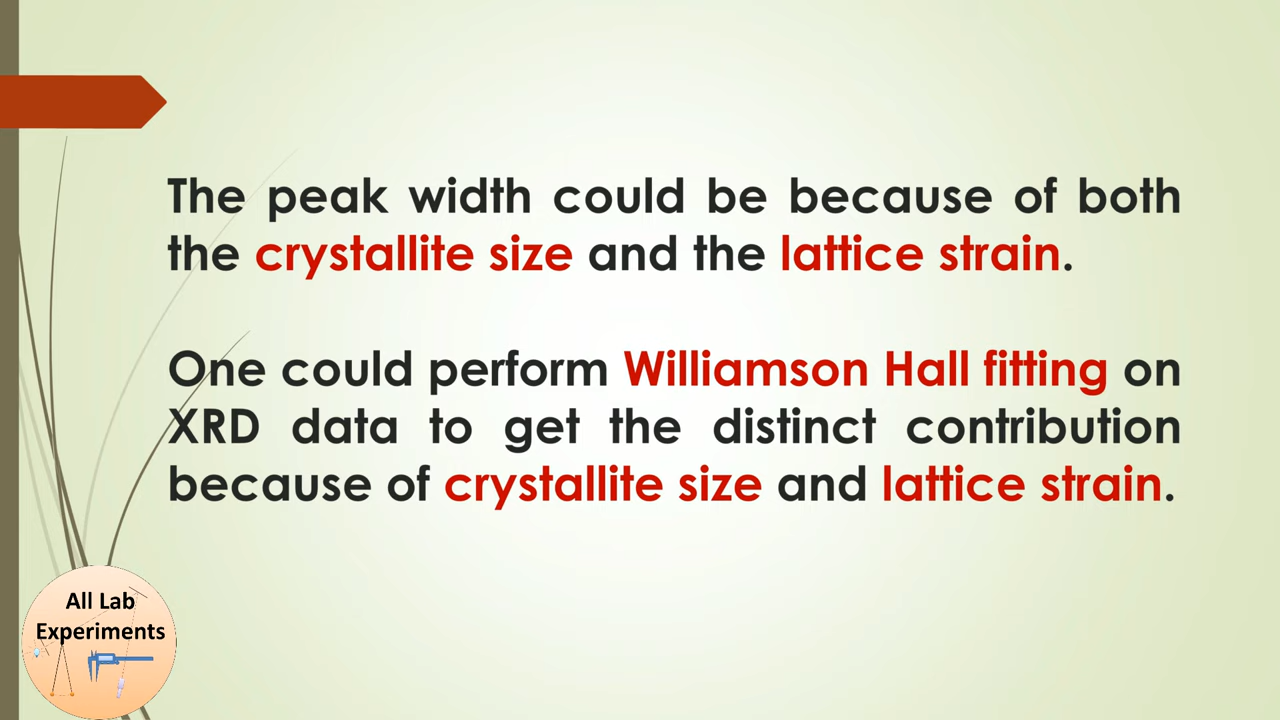 The peak width could be because of both
the crystallite size and the lattice strain.
One could perform Williamson Hall fitting on
XRD data to get the distinct contribution
because of crystallite size and lattice strain.
All Lab
Experiments